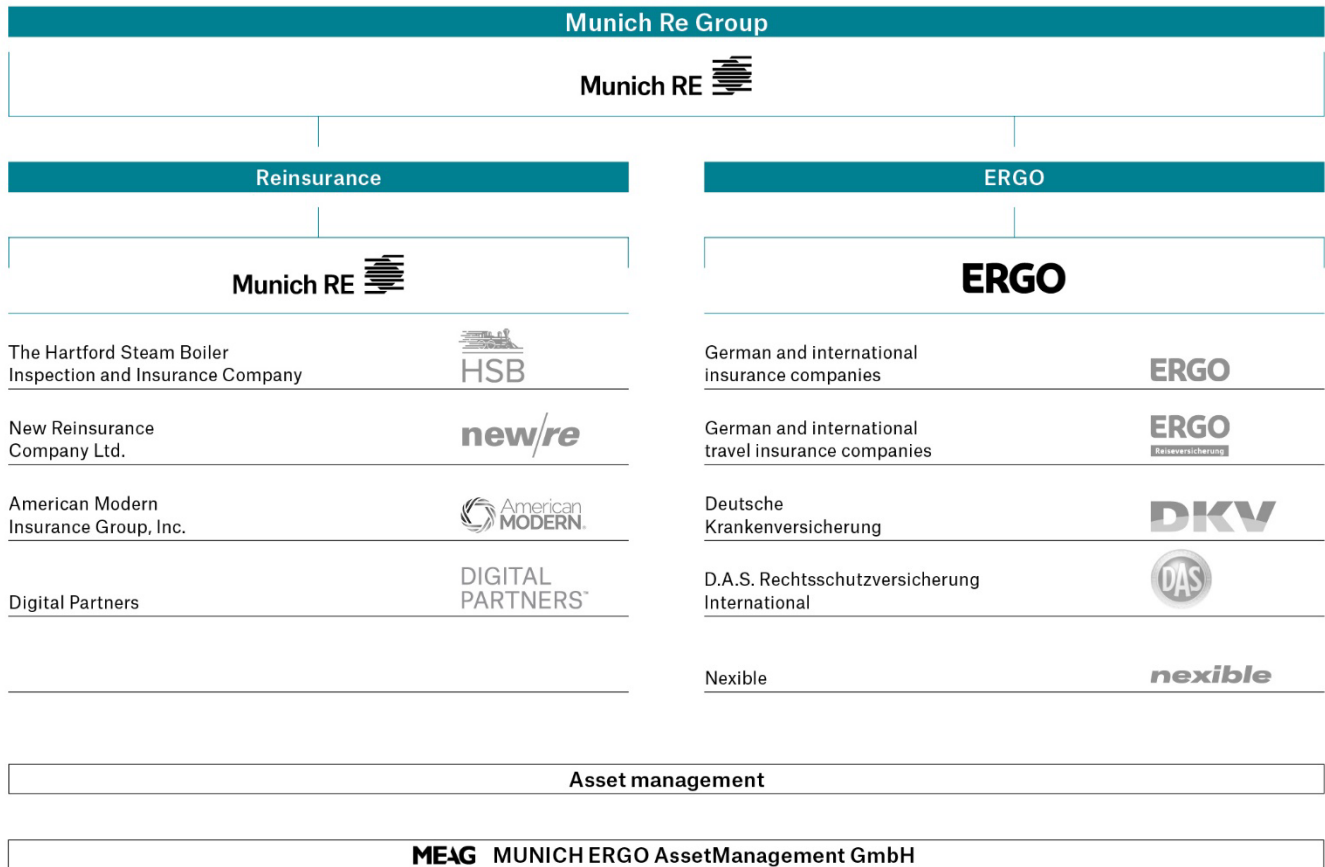 Munich Re Group
Munich RE
Reinsurance
Munich RE
The Hartford Steam Boiler
Inspection and Insurance Company
HSB
New Reinsurance
Company Ltd.
new/re
American Modern
Insurance Group, Inc.
American
MODERN.
Digital Partners
DIGITAL
PARTNERS™
ERGO
ERGO
German and international
insurance companies
ERGO
German and international
travel insurance companies
ERGO
Reiseversicherung
Deutsche
Krankenversicherung
DKV
D.A.S. Rechtsschutzversicherung
International
DAS
Nexible
nexible
Asset management
MEAG MUNICH ERGO AssetManagement GmbH